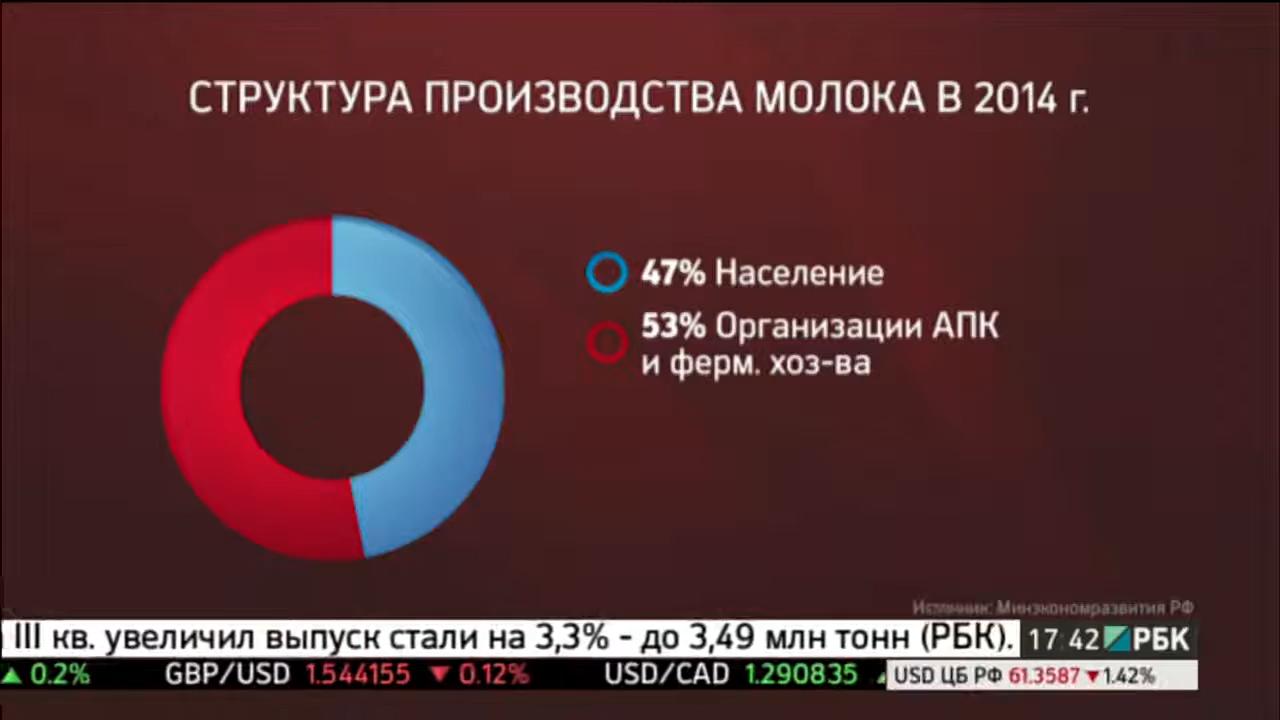 СТРУКТУРА ПРОИЗВОДСТВА МОЛОКА В 2014 г.
47% Население
53% Организации АПК
и ферм. хоз-ва
Источник: Минэкономразвития РФ
III кв. увеличил выпуск стали на 3,3% - до 3,49 млн тонн (РБК).
17 42 РБК
0.2% GBP/USD 1.544155 0.12% USD/CAD 1.290835
USD ЦБ РФ 61.3587 1.42%